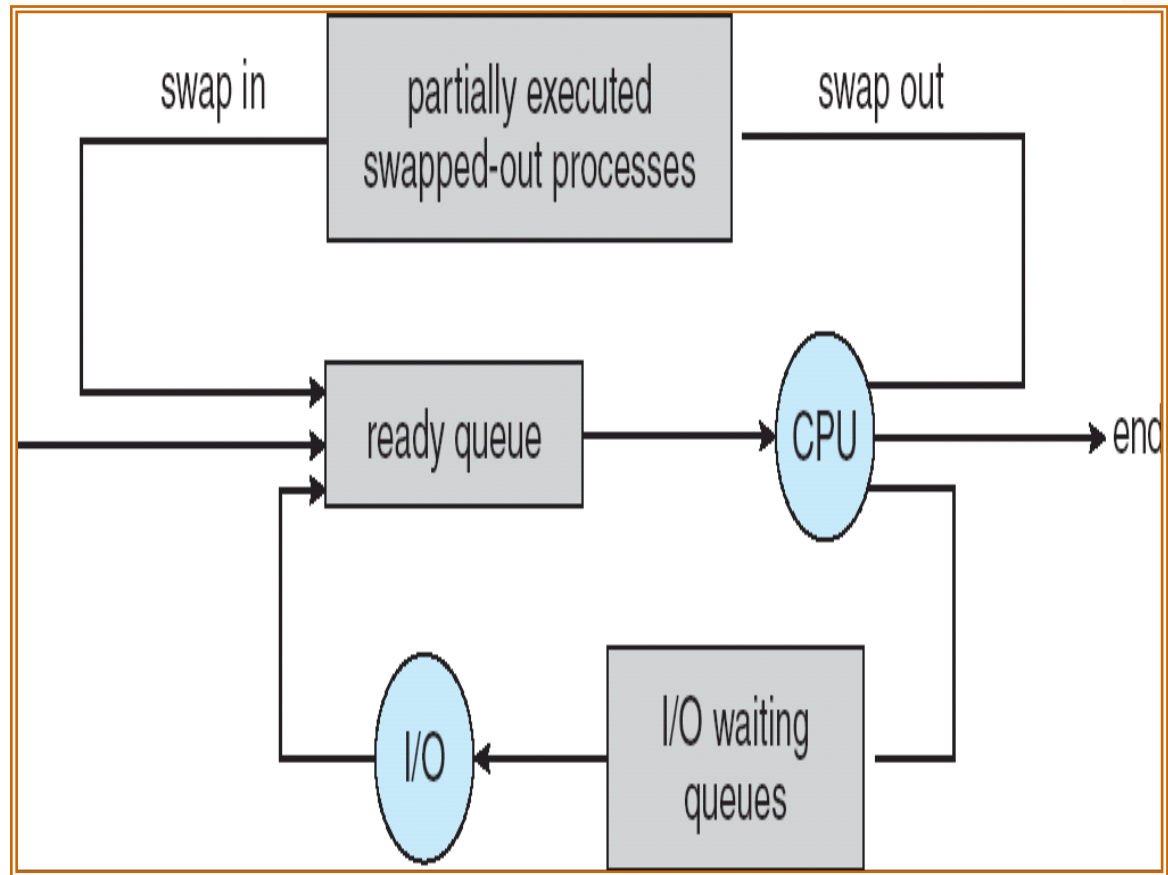 swap in
partially executed
swapped-out processes
swap out
ready queue
CPU
end
I/O
I/O waiting
queues